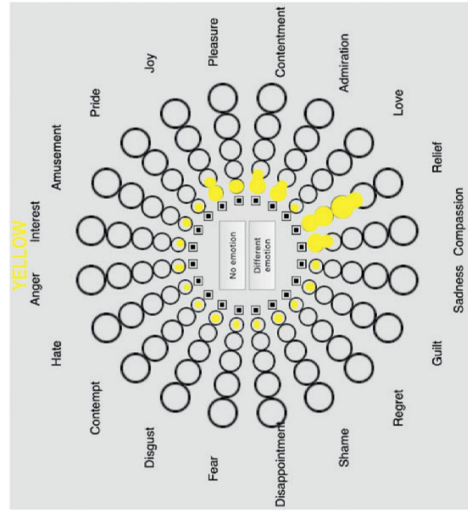 YELLOW
Interest
Amusement
Pride
Joy
Pleasure
Contentment
Admiration
Love
Relief
Compassion
Sadness
Guilt
Regret
Shame
Disappointment
Fear
Disgust
Contempt
Hate
Anger
No emotion
Different
emotion